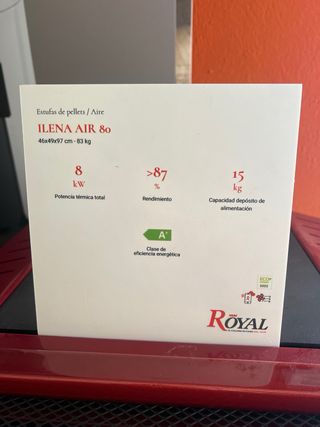 Estufas de pellets / Aire
ILENA AIR 80
46x49x97 cm - 83 kg
8
kW
Potencia térmica total
>87
%
Rendimiento
15
kg
Capacidad depósito de
alimentación
A+
Clase de
eficiencia energética
ROYAL